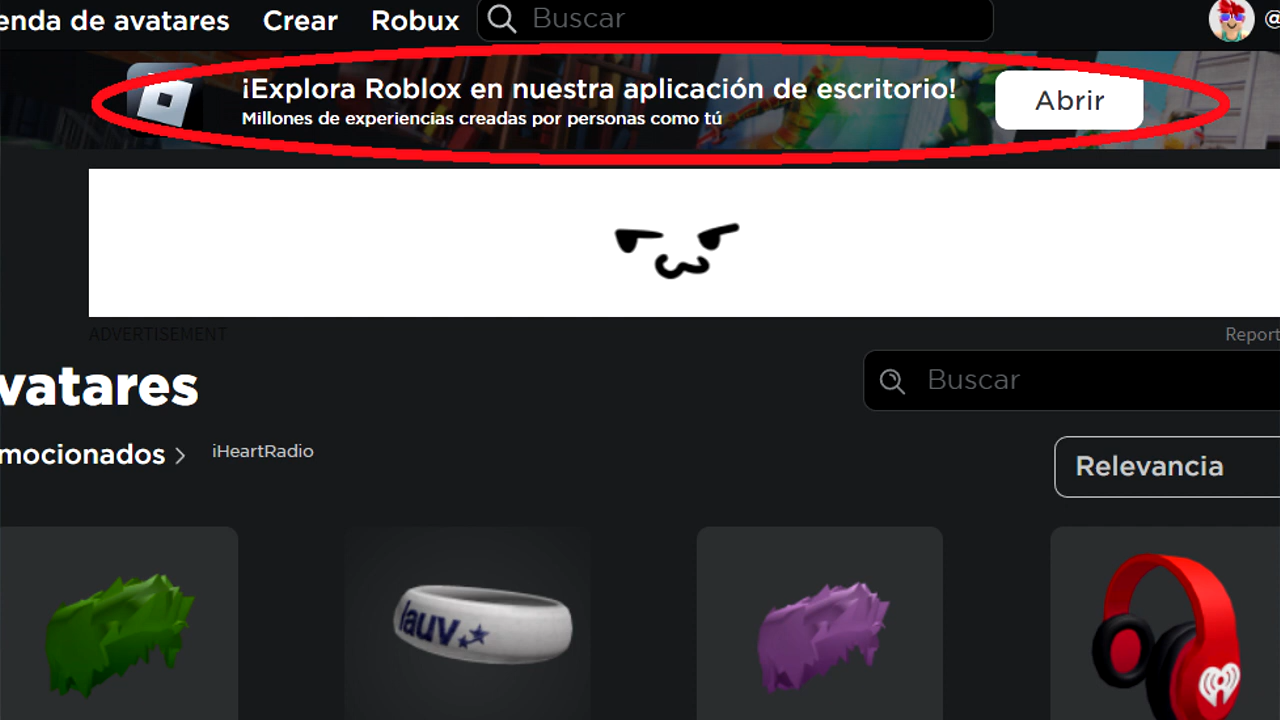 enda de avatares Crear Robux Buscar @
¡Explora Roblox en nuestra aplicación de escritorio!
Millones de experiencias creadas por personas como tú
Abrir
ADVERTISEMENT
Report
vatares
Buscar
mocionados > iHeartRadio
Relevancia
lauv